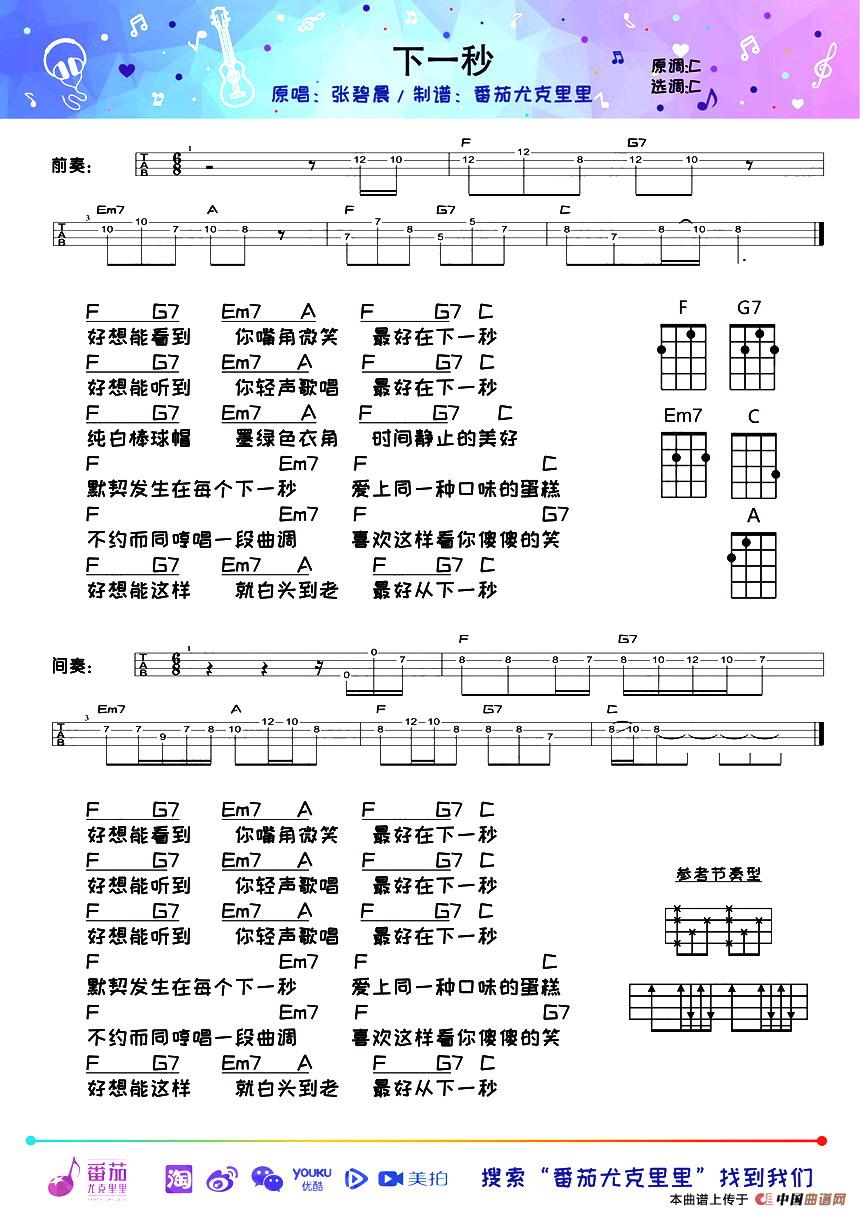 下一秒
原唱：张碧晨 / 制谱：番茄尤克里里
原调:C
选调:C
前奏：
T A B 6 8 1 12 10 12 12 8 12 10
F G7
Em7 A F G7 C
T A B 3 10 10 7 10 8 7 7 8 5 5 7 8 7 8 10 8
F G7 Em7 A F G7 C
好想能看到 你嘴角微笑 最好在下一秒
F G7 Em7 A F G7 C
好想能听到 你轻声歌唱 最好在下一秒
F G7 Em7 A F G7 C
纯白棒球帽 墨绿色衣角 时间静止的美好
F Em7 F C
默契发生在每个下一秒 爱上同一种口味的蛋糕
F Em7 F G7
不约而同哼唱一段曲调 喜欢这样看你傻傻的笑
F G7 Em7 A F G7 C
好想能这样 就白头到老 最好从下一秒
F G7
Em7 C
A
间奏：
F G7
T A B 6 8 1 0 0 7 8 8 8 7 8 10 12 10 7
Em7 A F G7 C
T A B 3 7 7 9 7 8 10 12 10 8 8 12 10 8 8 8 7 8 10 8
F G7 Em7 A F G7 C
好想能看到 你嘴角微笑 最好在下一秒
F G7 Em7 A F G7 C
好想能听到 你轻声歌唱 最好在下一秒
F G7 Em7 A F G7 C
好想能听到 你轻声歌唱 最好在下一秒
F Em7 F C
默契发生在每个下一秒 爱上同一种口味的蛋糕
F Em7 F G7
不约而同哼唱一段曲调 喜欢这样看你傻傻的笑
F G7 Em7 A F G7 C
好想能这样 就白头到老 最好从下一秒
参考节奏型
番茄
尤克里里
淘
YOUKU
优酷
美拍
搜索“番茄尤克里里”找到我们
本曲谱上传于 中国曲谱网